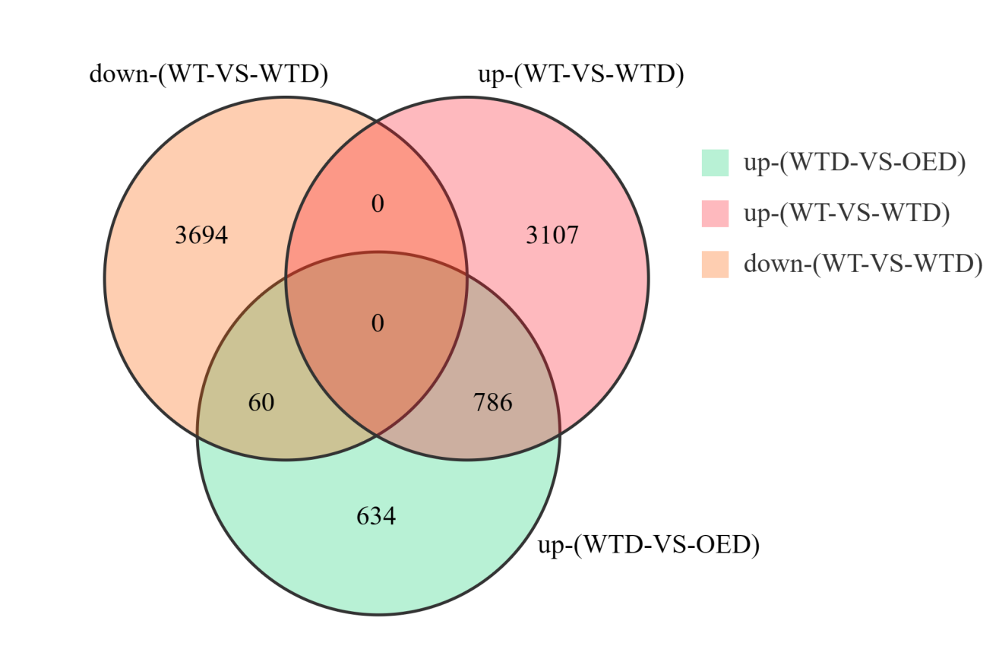 down-(WT-VS-WTD)
up-(WT-VS-WTD)
up-(WTD-VS-OED)
up-(WT-VS-WTD)
down-(WT-VS-WTD)
0
3694
3107
0
60
786
634
up-(WTD-VS-OED)